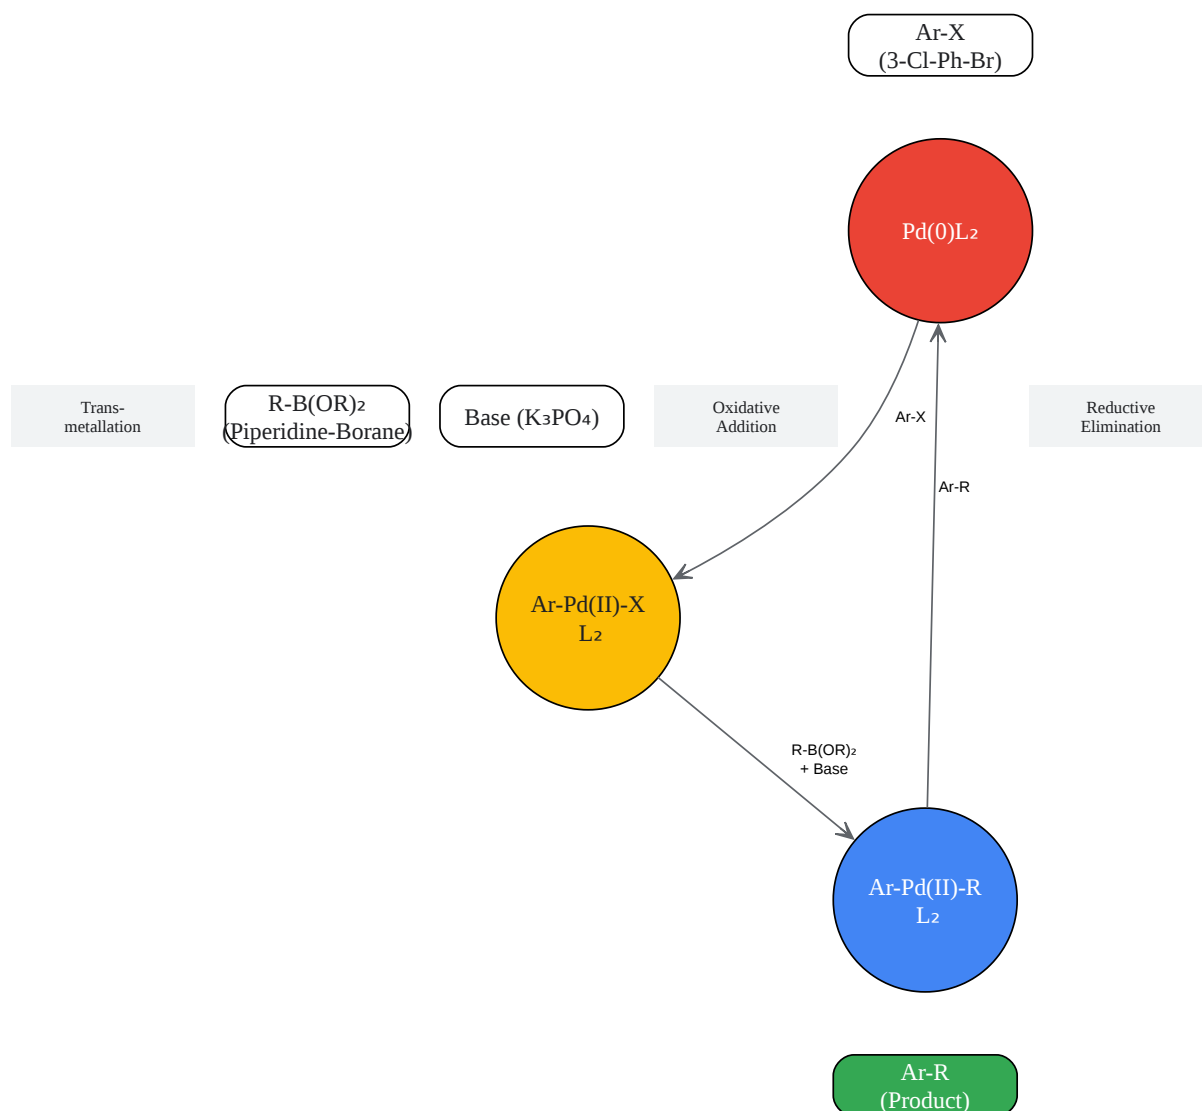 Ar-X
(3-Cl-Ph-Br)
Pd(0)L₂
Trans-
metallation
R-B(OR)₂
(Piperidine-Borane)
Base (K₃PO₄)
Oxidative
Addition
Ar-X
Reductive
Elimination
Ar-R
Ar-Pd(II)-X
L₂
R-B(OR)₂
+ Base
Ar-Pd(II)-R
L₂
Ar-R
(Product)